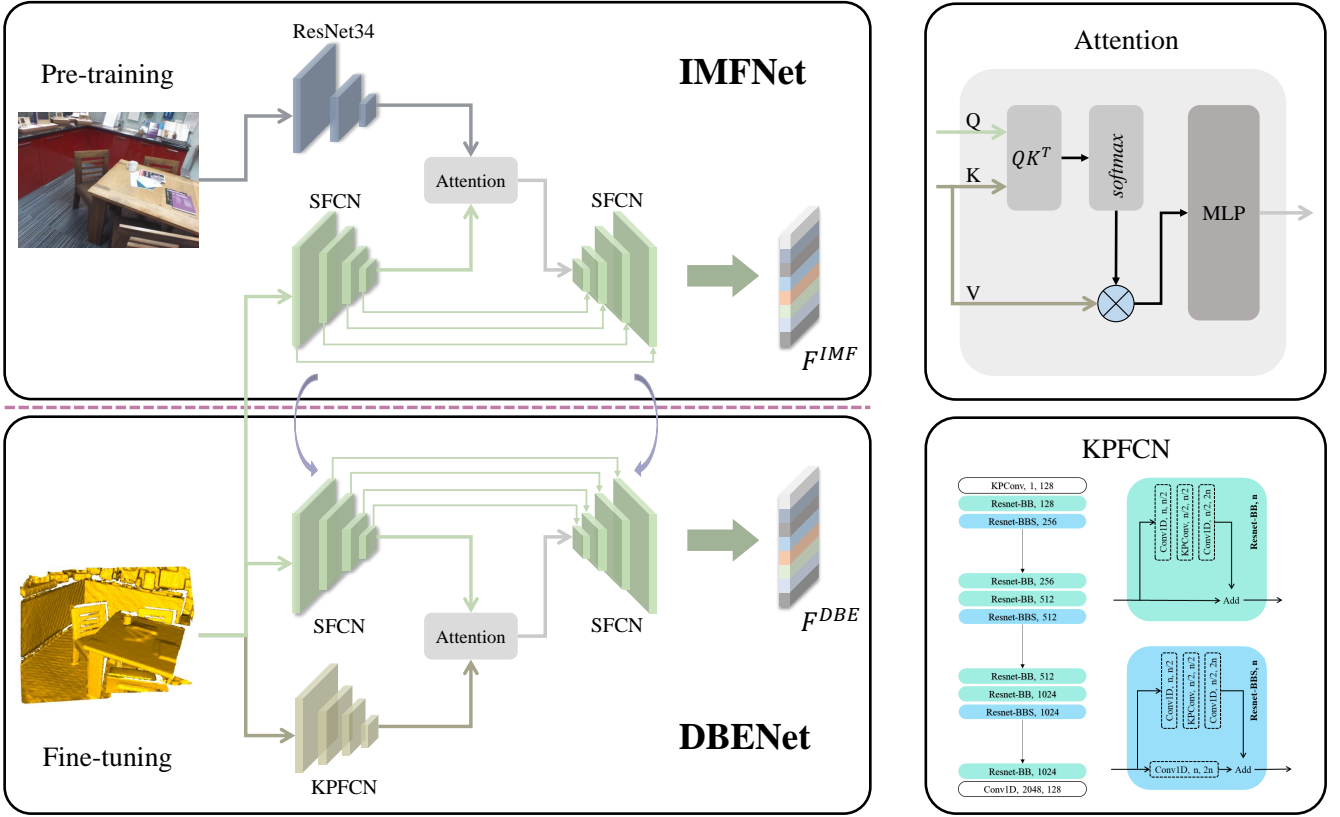 ResNet34
Pre-training
IMFNet
Attention
SFCN
SFCN
F^{IMF}
SFCN
SFCN
Attention
F^{DBE}
Fine-tuning
KPFCN
DBENet
Attention
Q
K
V
QK^T
softmax
MLP
KPFCN
KPConv, 1, 128
Resnet-BB, 128
Resnet-BBS, 256
Resnet-BB, 256
Resnet-BB, 512
Resnet-BBS, 512
Resnet-BB, 512
Resnet-BB, 1024
Resnet-BBS, 1024
Resnet-BB, 1024
Conv1D, 2048, 128
Conv1D, n, n/2
KPConv, n/2, n/2
Conv1D, n/2, 2n
Resnet-BB, n
Add
Conv1D, n, n/2
KPConv, n/2, n/2
Conv1D, n/2, 2n
Resnet-BBS, n
Conv1D, n, 2n
Add